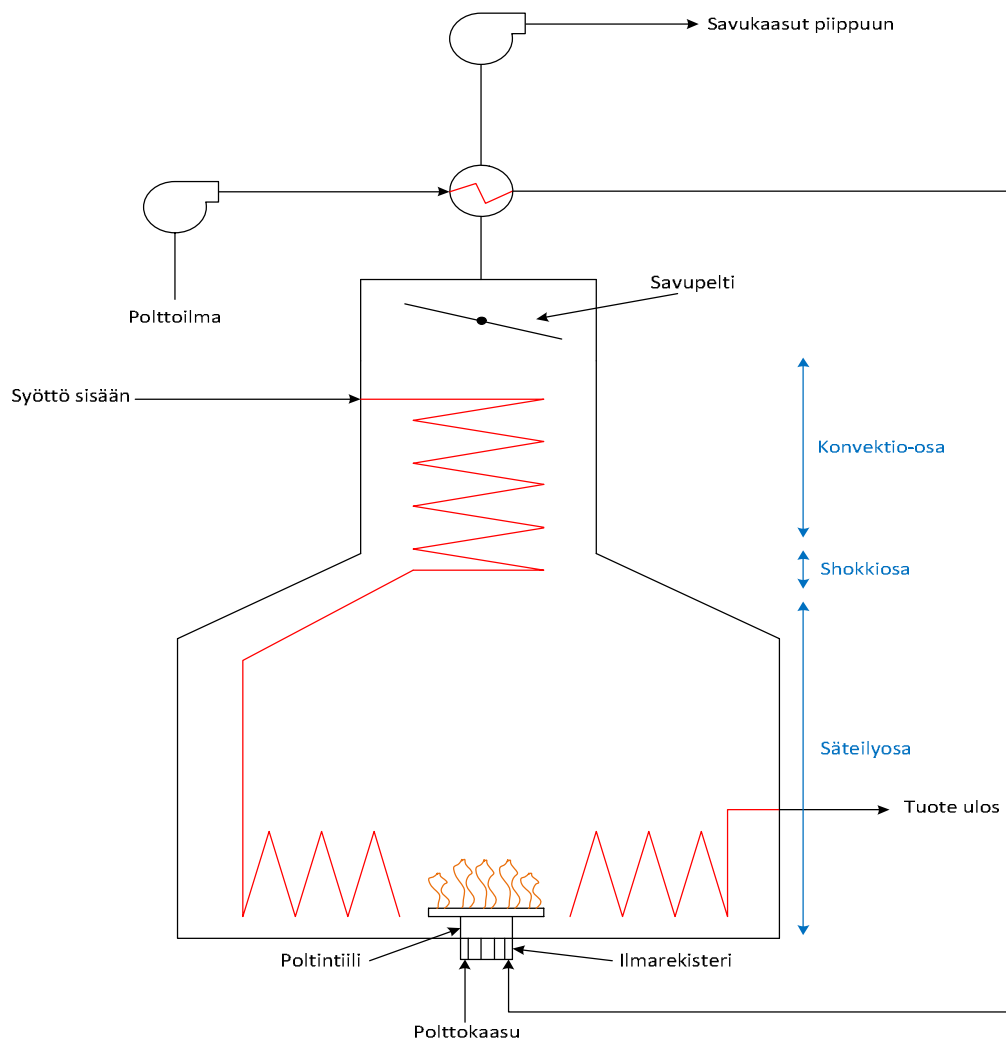 Savukaasut piippuun
Savupelti
Polttoilma
Syöttö sisään
Konvektio-osa
Shokkiosa
Säteilyosa
Tuote ulos
Poltintiili
Ilmarekisteri
Polttokaasu